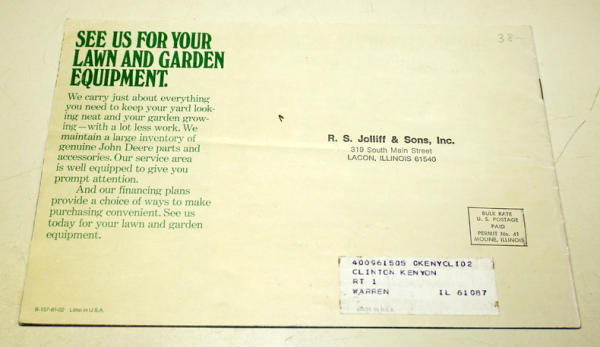 38-
SEE US FOR YOUR
LAWN AND GARDEN
EQUIPMENT.
We carry just about everything
you need to keep your yard look-
ing neat and your garden grow-
ing—with a lot less work. We
maintain a large inventory of
genuine John Deere parts and
accessories. Our service area
is well equipped to give you
prompt attention.
And our financing plans
provide a choice of ways to make
purchasing convenient. See us
today for your lawn and garden
equipment.
R. S. Jolliff & Sons, Inc.
319 South Main Street
LACON, ILLINOIS 61540
BULK RATE
U. S. POSTAGE
PAID
PERMIT No. 41
MOLINE, ILLINOIS
400961505 CKENYCLI02
CLINTON KENYON
RT 1
WARREN IL 61087
Litho in U.S.A.